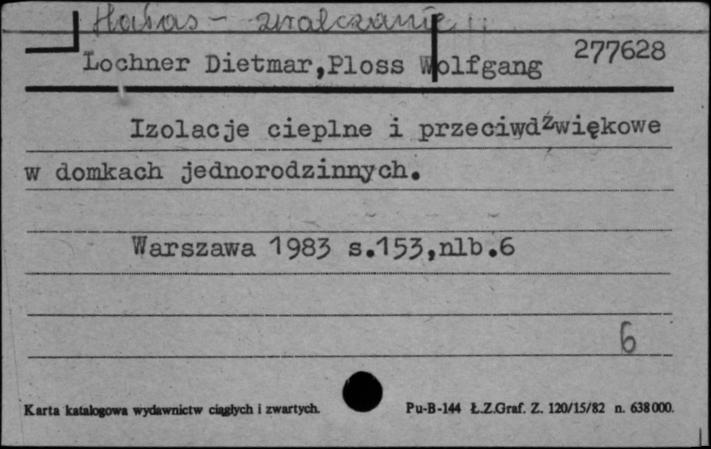 Hałas - zwalczanie
Lochner Dietmar,Ploss Wolfgang 277628
Izolacje cieplne i przeciwdźwiękowe
w domkach jednorodzinnych.
Warszawa 1983 s.153,nlb.6
6
Karta katalogowa wydawnictw ciągłych i zwartych. Pu-B-144 Ł.Z.Graf. Z. 120/15/82 n. 638000.